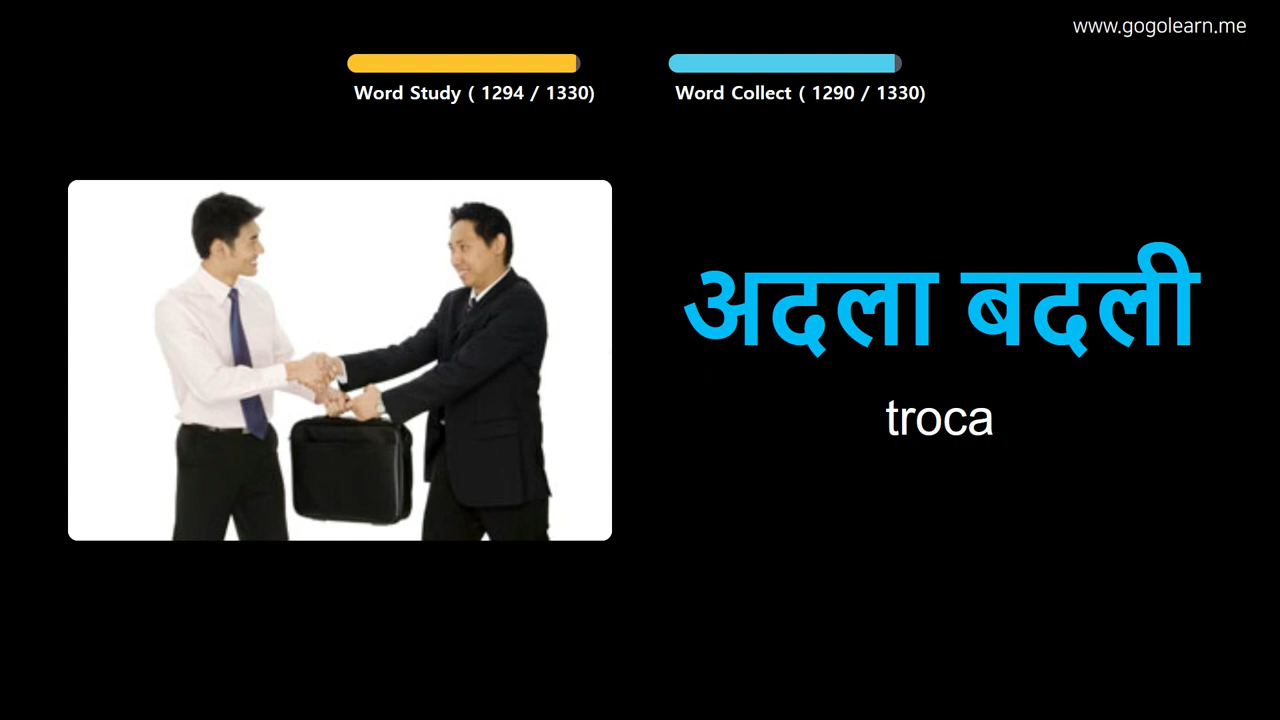 www.gogolearn.me
Word Study ( 1294 / 1330)
Word Collect ( 1290 / 1330)
अदला बदली
troca